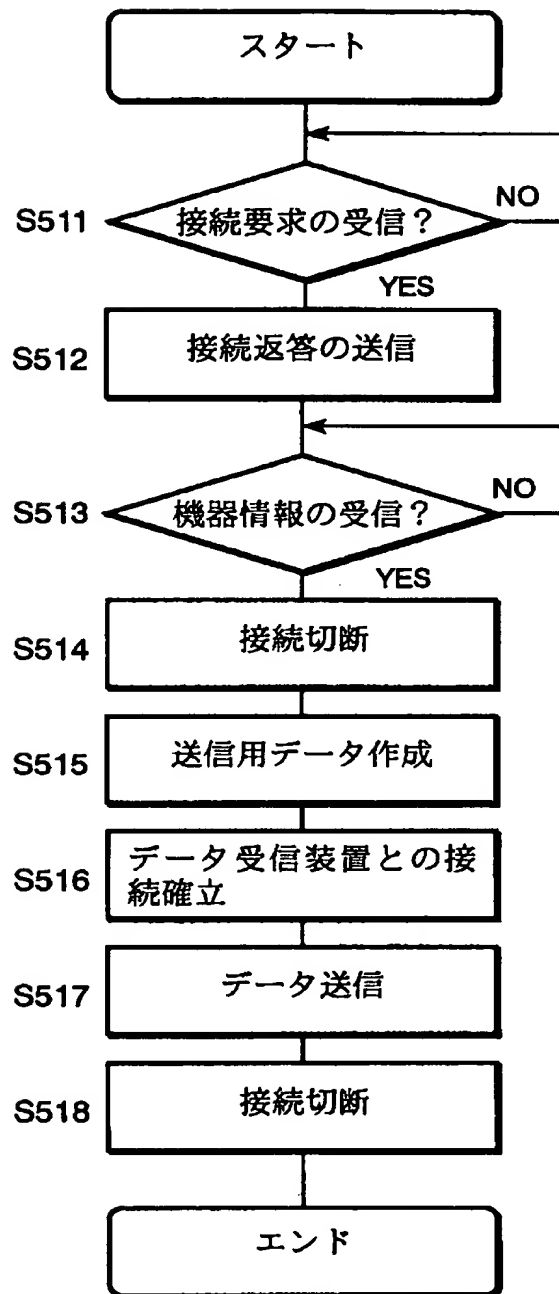 スタート
S511
接続要求の受信?
NO
YES
S512
接続返答の送信
S513
機器情報の受信?
NO
YES
S514
接続切断
S515
送信用データ作成
S516
データ受信装置との接
続確立
S517
データ送信
S518
接続切断
エンド